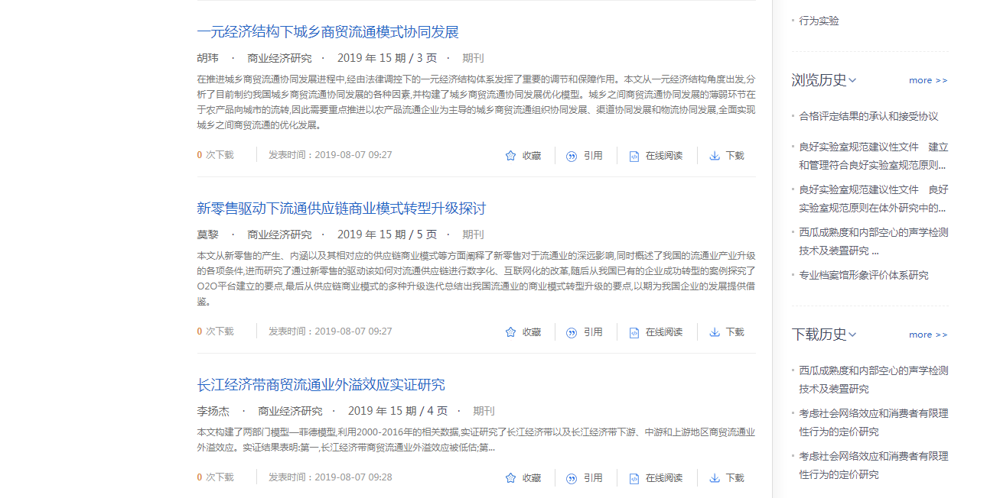 一元经济结构下城乡商贸流通模式协同发展
胡玮 · 商业经济研究 · 2019 年 15 期 / 3 页 · 期刊
在推进城乡商贸流通协同发展进程中,经由法律调控下的一元经济结构体系发挥了重要的调节和保障作用。本文从一元经济结构角度出发,分
析了目前制约我国城乡商贸流通协同发展的各种因素,并构建了城乡商贸流通协同发展优化模型。城乡之间商贸流通协同发展的薄弱环节在
于农产品向城市的流转,因此需要重点推进以农产品流通企业为主导的城乡商贸流通组织协同发展、渠道协同发展和物流协同发展,全面实现
城乡之间商贸流通的优化发展。
0 次下载 发表时间：2019-08-07 09:27 收藏 引用 在线阅读 下载
新零售驱动下流通供应链商业模式转型升级探讨
莫黎 · 商业经济研究 · 2019 年 15 期 / 5 页 · 期刊
本文从新零售的产生、内涵以及其相对应的供应链商业模式等方面阐释了新零售对于流通业的深远影响,同时概述了我国的流通业产业升级
的各项条件,进而研究了通过新零售的驱动该如何对流通供应链进行数字化、互联网化的改革,随后从我国已有的企业成功转型的案例探究了
O2O平台建立的要点,最后从供应链商业模式的多种升级迭代总结出我国流通业的商业模式转型升级的要点,以期为我国企业的发展提供借
鉴。
0 次下载 发表时间：2019-08-07 09:27 收藏 引用 在线阅读 下载
长江经济带商贸流通业外溢效应实证研究
李扬杰 · 商业经济研究 · 2019 年 15 期 / 4 页 · 期刊
本文构建了两部门模型—菲德模型,利用2000-2016年的相关数据,实证研究了长江经济带以及长江经济带下游、中游和上游地区商贸流通业
外溢效应。实证结果表明:第一,长江经济带商贸流通业外溢效应被低估;第...
0 次下载 发表时间：2019-08-07 09:28 收藏 引用 在线阅读 下载
行为实验
浏览历史 more >>
合格评定结果的承认和接受协议
良好实验室规范建议性文件 建立
和管理符合良好实验室规范原则...
良好实验室规范建议性文件 良好
实验室规范原则在体外研究中的...
西瓜成熟度和内部空心的声学检测
技术及装置研究 ...
专业档案馆形象评价体系研究
下载历史 more >>
西瓜成熟度和内部空心的声学检测
技术及装置研究
考虑社会网络效应和消费者有限理
性行为的定价研究
考虑社会网络效应和消费者有限理
性行为的定价研究